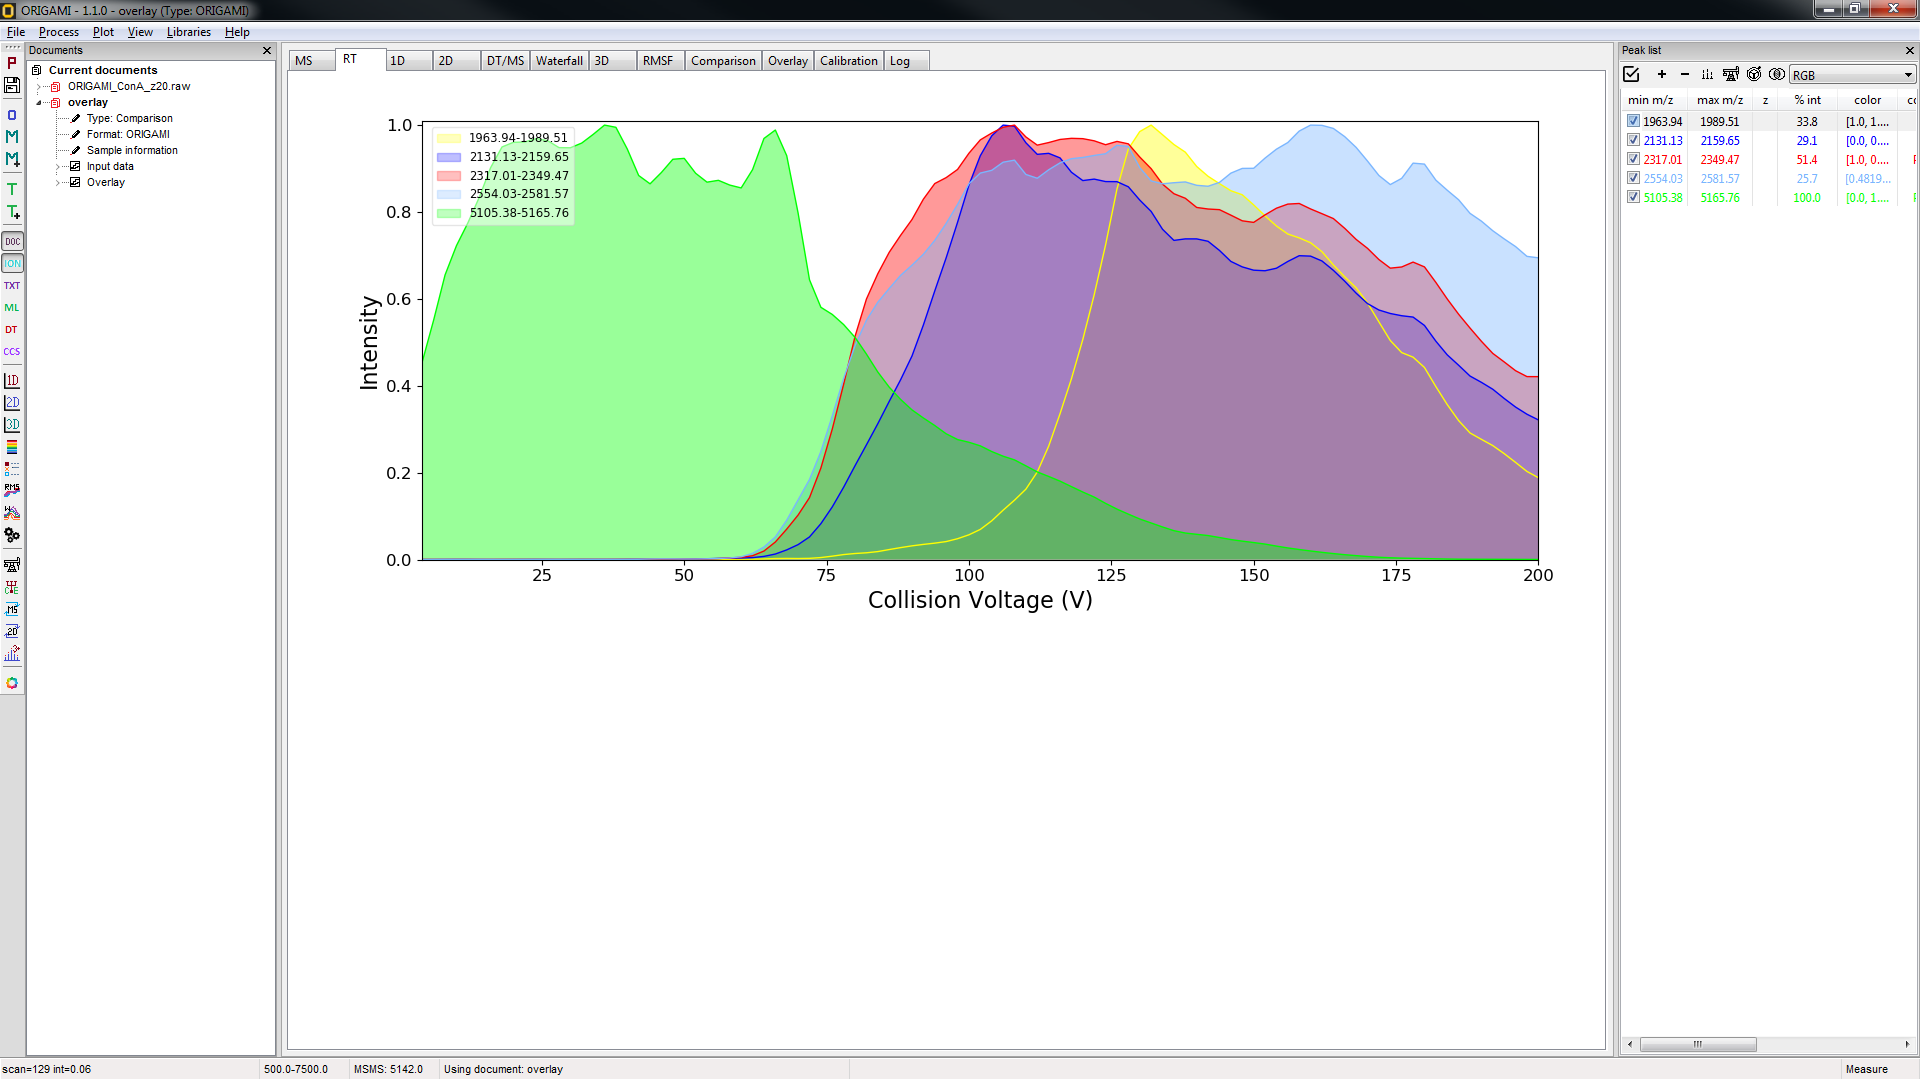 ORIGAMI - 1.1.0 - overlay (Type: ORIGAMI)
File Process Plot View Libraries Help
Documents
Current documents
ORIGAMI_ConA_z20.raw
overlay
Type: Comparison
Format: ORIGAMI
Sample information
Input data
Overlay
P
O
M
M+
T
T+
DOC
ION
TXT
ML
DT
CCS
1D
2D
3D
RMS
CE
MS
2D
MS RT 1D 2D DT/MS Waterfall 3D RMSF Comparison Overlay Calibration Log
1963.94-1989.51
2131.13-2159.65
2317.01-2349.47
2554.03-2581.57
5105.38-5165.76
Intensity
1.0
0.8
0.6
0.4
0.2
0.0
25 50 75 100 125 150 175 200
Collision Voltage (V)
Peak list
RGB
min m/z max m/z z % int color
1963.94 1989.51 33.8 [1.0, 1....
2131.13 2159.65 29.1 [0.0, 0....
2317.01 2349.47 51.4 [1.0, 0....
2554.03 2581.57 25.7 [0.4819...
5105.38 5165.76 100.0 [0.0, 1....
scan=129 int=0.06 500.0-7500.0 MSMS: 5142.0 Using document: overlay Measure